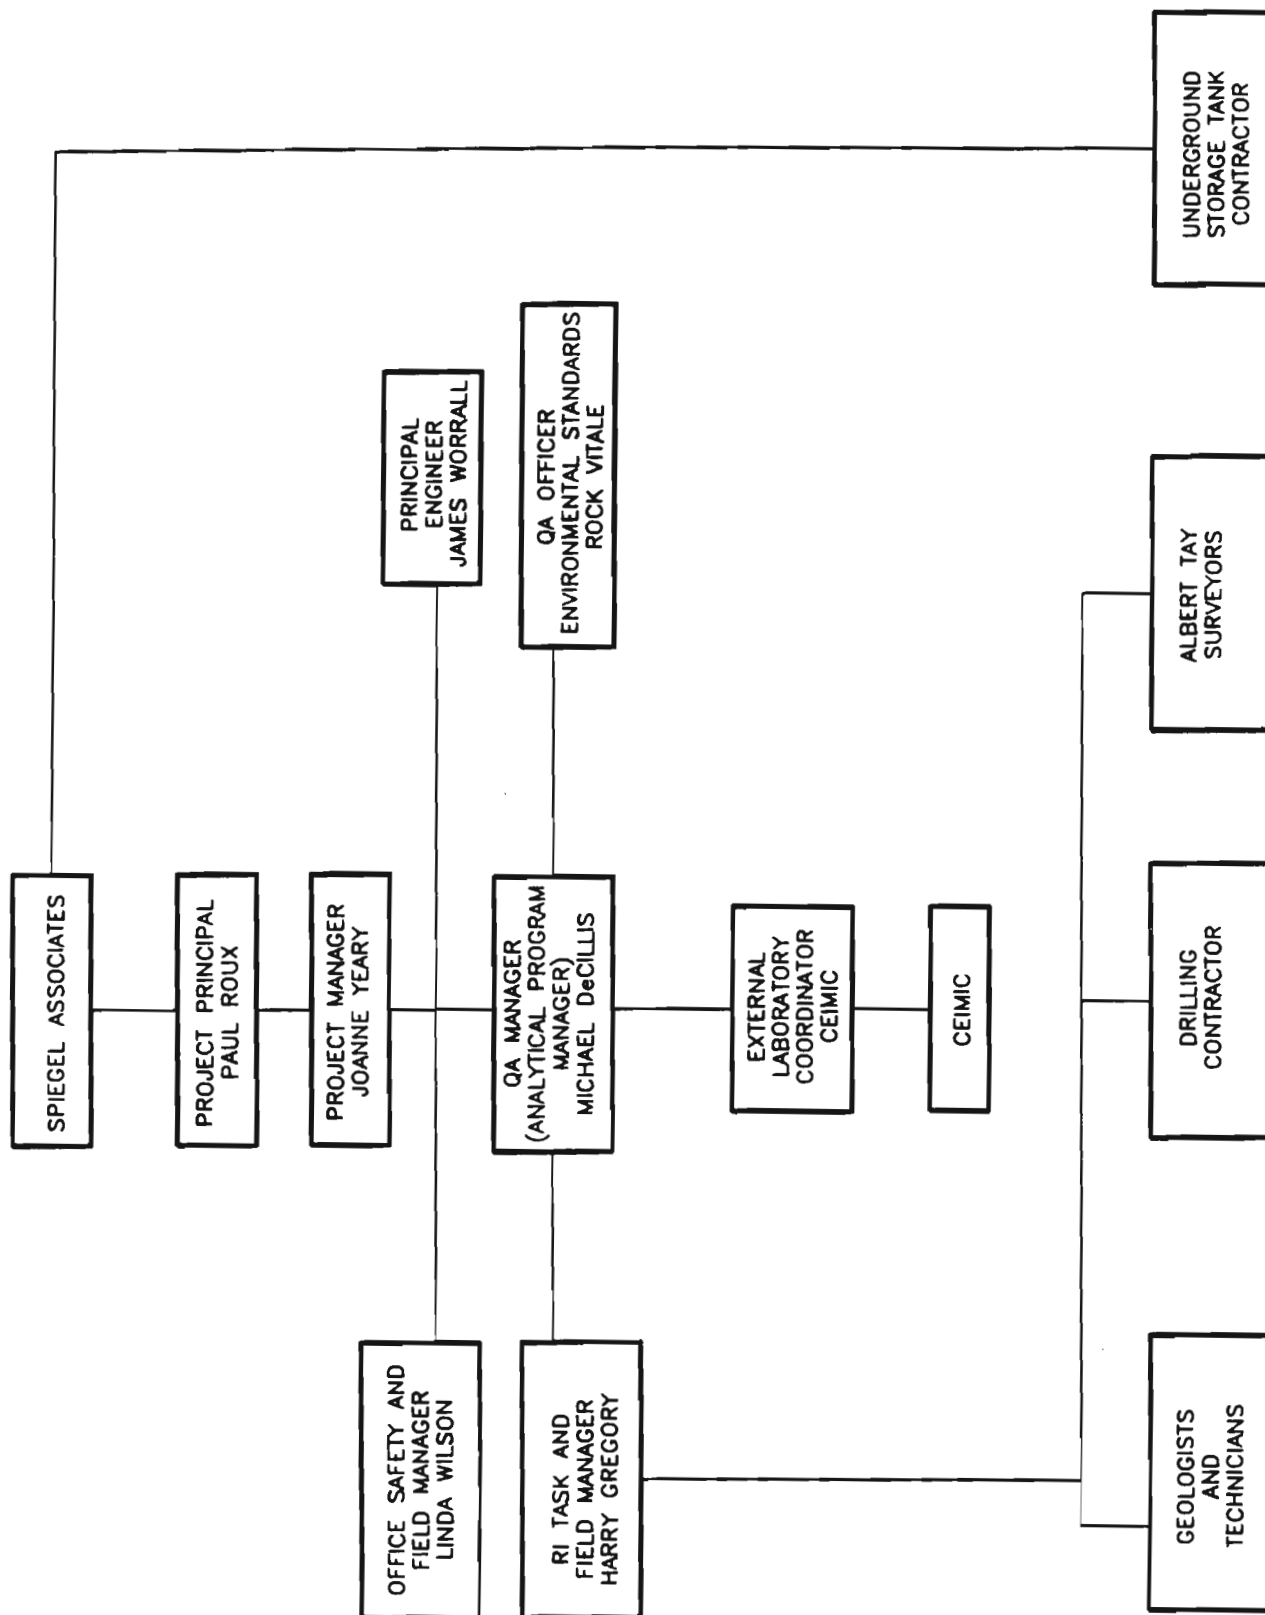 SPIEGEL ASSOCIATES
PROJECT PRINCIPAL
PAUL ROUX
PROJECT MANAGER
JOANNE YEARY
OFFICE SAFETY AND
FIELD MANAGER
LINDA WILSON
PRINCIPAL
ENGINEER
JAMES WORRALL
RI TASK AND
FIELD MANAGER
HARRY GREGORY
QA MANAGER
(ANALYTICAL PROGRAM
MANAGER)
MICHAEL DeCILLIS
QA OFFICER
ENVIRONMENTAL STANDARDS
ROCK VITALE
EXTERNAL
LABORATORY
COORDINATOR
CEIMIC
CEIMIC
GEOLOGISTS
AND
TECHNICIANS
DRILLING
CONTRACTOR
ALBERT TAY
SURVEYORS
UNDERGROUND
STORAGE TANK
CONTRACTOR